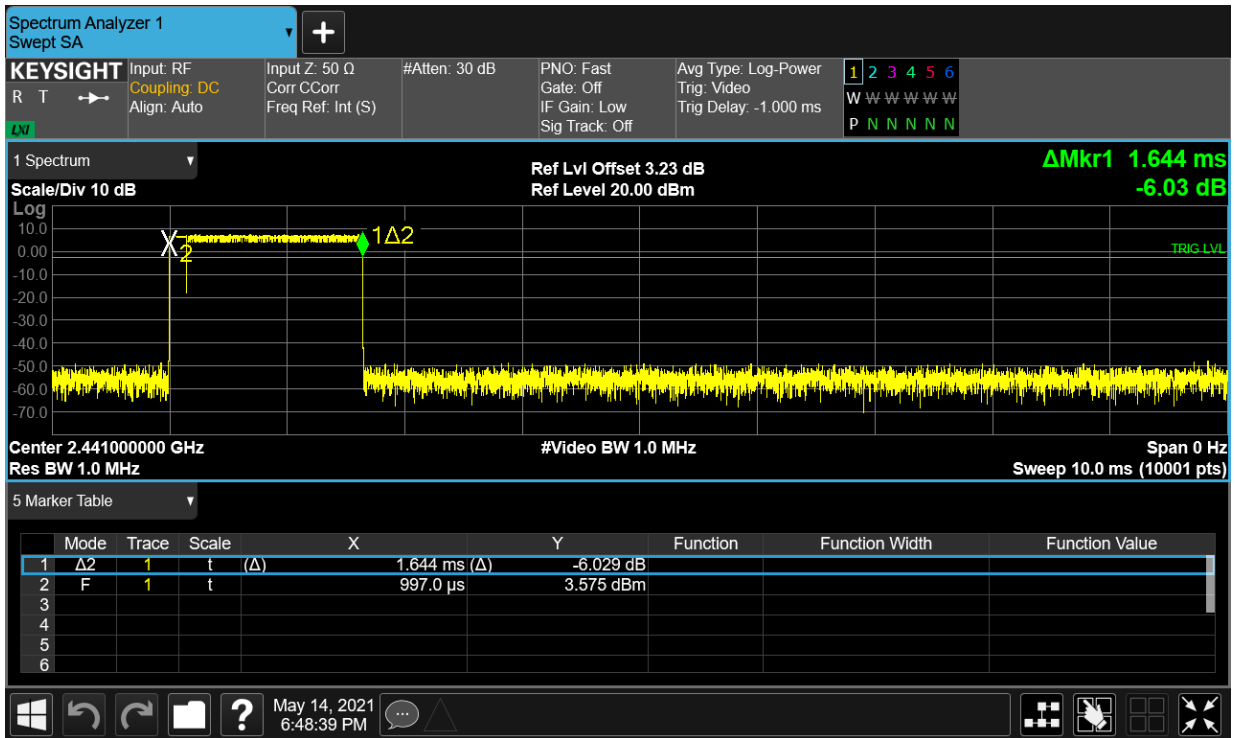 Spectrum Analyzer 1
Swept SA
KEYSIGHT
R T
LXI
Input: RF
Coupling: DC
Align: Auto
Input Z: 50 Ω
Corr CCorr
Freq Ref: Int (S)
#Atten: 30 dB
PNO: Fast
Gate: Off
IF Gain: Low
Sig Track: Off
Avg Type: Log-Power
Trig: Video
Trig Delay: -1.000 ms
1 2 3 4 5 6
W W W W W W
P N N N N N
1 Spectrum
Scale/Div 10 dB
Ref Lvl Offset 3.23 dB
Ref Level 20.00 dBm
ΔMkr1 1.644 ms
-6.03 dB
Log
10.0
0.00
-10.0
-20.0
-30.0
-40.0
-50.0
-60.0
-70.0
X
2
1Δ2
TRIG LVL
Center 2.441000000 GHz
#Video BW 1.0 MHz
Span 0 Hz
Res BW 1.0 MHz
Sweep 10.0 ms (10001 pts)
5 Marker Table
Mode Trace Scale X Y Function Function Width Function Value
1 Δ2 1 t (Δ) 1.644 ms (Δ) -6.029 dB
2 F 1 t 997.0 µs 3.575 dBm
3
4
5
6
?
May 14, 2021
6:48:39 PM